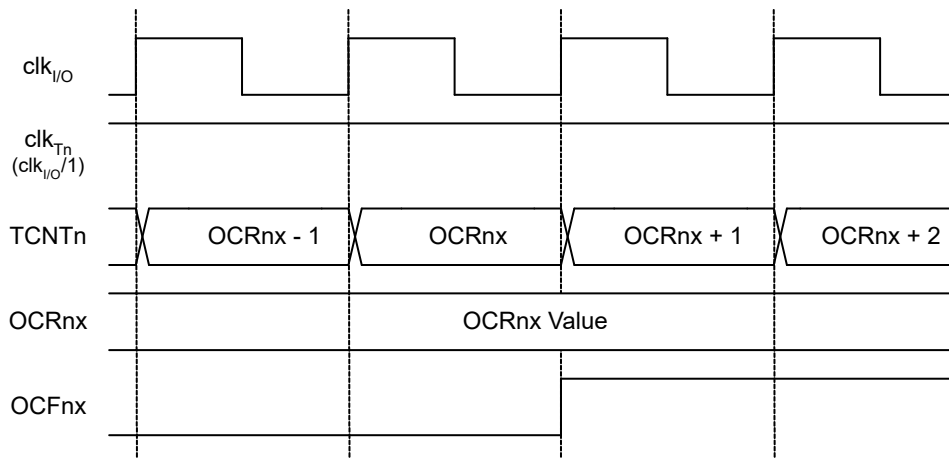 clkI/O
clkTn
(clkI/O/1)
TCNTn OCRnx - 1 OCRnx OCRnx + 1 OCRnx + 2
OCRnx OCRnx Value
OCFnx